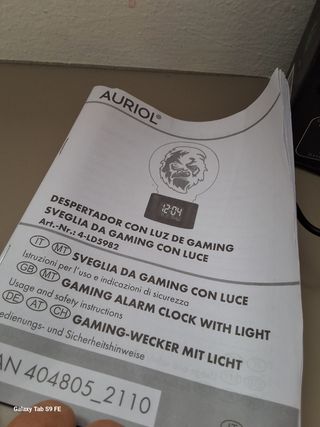 AURIOL®
12:04
DESPERTADOR CON LUZ DE GAMING
SVEGLIA DA GAMING CON LUCE
Art.-Nr.: 4-LD5982
IT MT SVEGLIA DA GAMING CON LUCE
Istruzioni per l'uso e indicazioni di sicurezza
GB MT GAMING ALARM CLOCK WITH LIGHT
Usage and safety instructions
DE AT CH GAMING-WECKER MIT LICHT
edienungs- und Sicherheitshinweise
AN 404805_2110
Galaxy Tab S9 FE